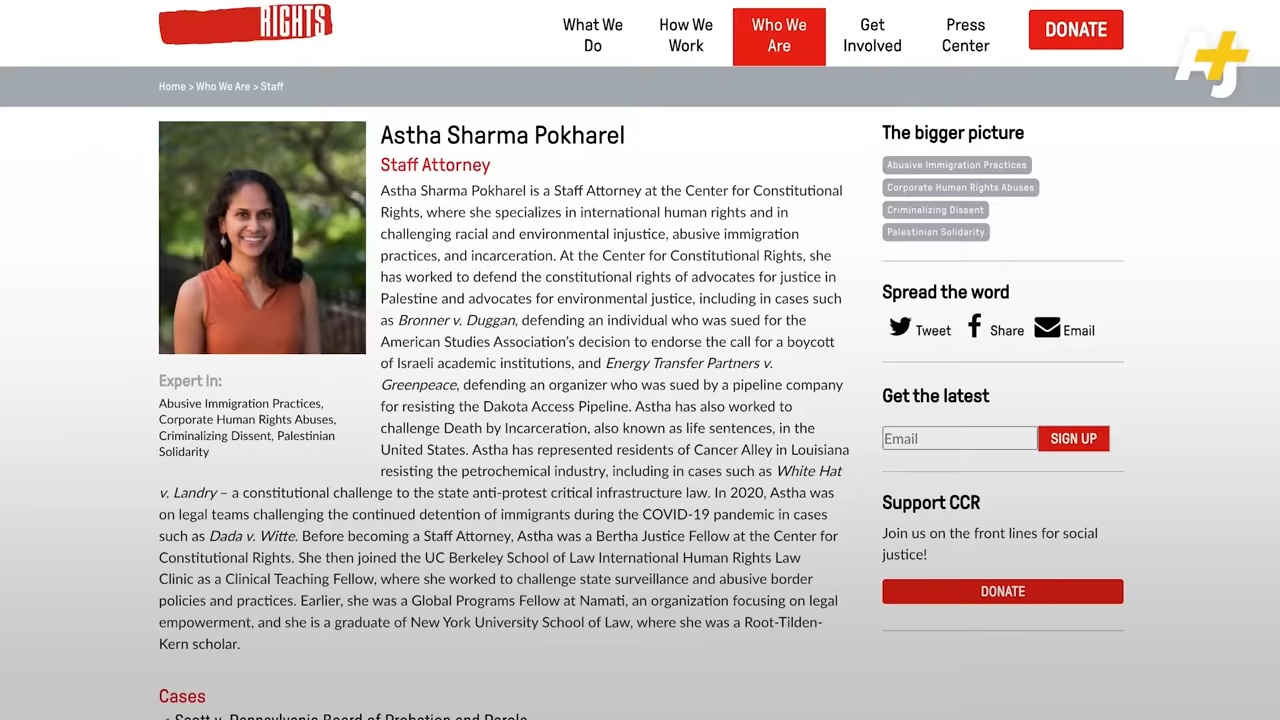 RIGHTS
What We
Do
How We
Work
Who We
Are
Get
Involved
Press
Center
DONATE
AJ+
Home > Who We Are > Staff
Astha Sharma Pokharel
Staff Attorney
Astha Sharma Pokharel is a Staff Attorney at the Center for Constitutional
Rights, where she specializes in international human rights and in
challenging racial and environmental injustice, abusive immigration
practices, and incarceration. At the Center for Constitutional Rights, she
has worked to defend the constitutional rights of advocates for justice in
Palestine and advocates for environmental justice, including in cases such
as Bronner v. Duggan, defending an individual who was sued for the
American Studies Association's decision to endorse the call for a boycott
of Israeli academic institutions, and Energy Transfer Partners v.
Greenpeace, defending an organizer who was sued by a pipeline company
for resisting the Dakota Access Pipeline. Astha has also worked to
challenge Death by Incarceration, also known as life sentences, in the
United States. Astha has represented residents of Cancer Alley in Louisiana
resisting the petrochemical industry, including in cases such as White Hat
v. Landry – a constitutional challenge to the state anti-protest critical infrastructure law. In 2020, Astha was
on legal teams challenging the continued detention of immigrants during the COVID-19 pandemic in cases
such as Dada v. Witte. Before becoming a Staff Attorney, Astha was a Bertha Justice Fellow at the Center for
Constitutional Rights. She then joined the UC Berkeley School of Law International Human Rights Law
Clinic as a Clinical Teaching Fellow, where she worked to challenge state surveillance and abusive border
policies and practices. Earlier, she was a Global Programs Fellow at Namati, an organization focusing on legal
empowerment, and she is a graduate of New York University School of Law, where she was a Root-Tilden-
Kern scholar.
Expert In:
Abusive Immigration Practices,
Corporate Human Rights Abuses,
Criminalizing Dissent, Palestinian
Solidarity
Cases
Scott v. Pennsylvania Board of Probation and Parole
The bigger picture
Abusive Immigration Practices
Corporate Human Rights Abuses
Criminalizing Dissent
Palestinian Solidarity
Spread the word
Tweet Share Email
Get the latest
Email SIGN UP
Support CCR
Join us on the front lines for social
justice!
DONATE